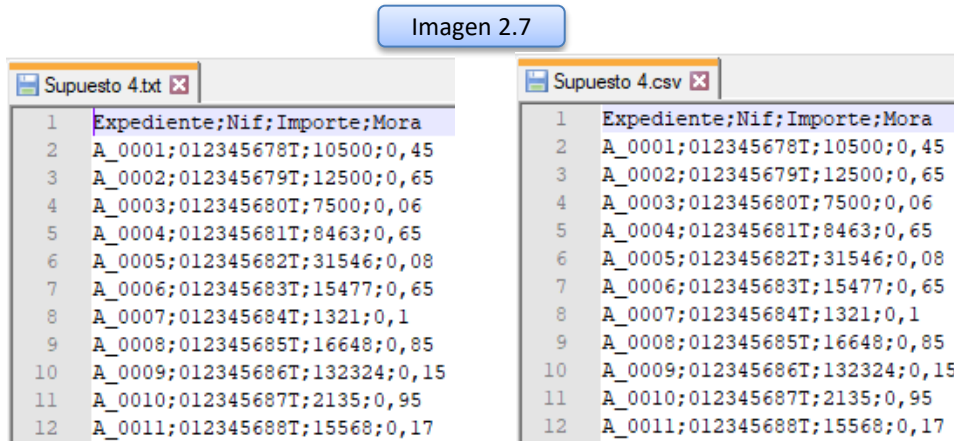 Imagen 2.7
Supuesto 4.txt
1 Expediente;Nif;Importe;Mora
2 A_0001;012345678T;10500;0,45
3 A_0002;012345679T;12500;0,65
4 A_0003;012345680T;7500;0,06
5 A_0004;012345681T;8463;0,65
6 A_0005;012345682T;31546;0,08
7 A_0006;012345683T;15477;0,65
8 A_0007;012345684T;1321;0,1
9 A_0008;012345685T;16648;0,85
10 A_0009;012345686T;132324;0,15
11 A_0010;012345687T;2135;0,95
12 A_0011;012345688T;15568;0,17
Supuesto 4.csv
1 Expediente;Nif;Importe;Mora
2 A_0001;012345678T;10500;0,45
3 A_0002;012345679T;12500;0,65
4 A_0003;012345680T;7500;0,06
5 A_0004;012345681T;8463;0,65
6 A_0005;012345682T;31546;0,08
7 A_0006;012345683T;15477;0,65
8 A_0007;012345684T;1321;0,1
9 A_0008;012345685T;16648;0,85
10 A_0009;012345686T;132324;0,15
11 A_0010;012345687T;2135;0,95
12 A_0011;012345688T;15568;0,17